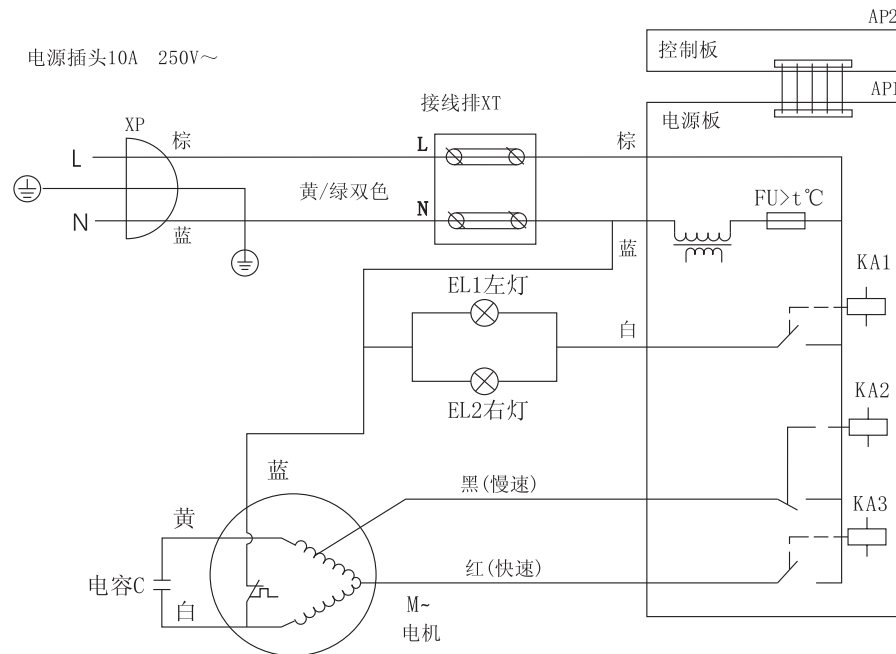 AP2
电源插头10A 250V～
控制板
AP1
接线排XT
电源板
XP
棕
L
棕
L
黄/绿双色
N
FU>t℃
N
蓝
蓝
KA1
EL1左灯
白
KA2
EL2右灯
蓝
黑(慢速)
KA3
黄
红(快速)
电容C
白
M~
电机